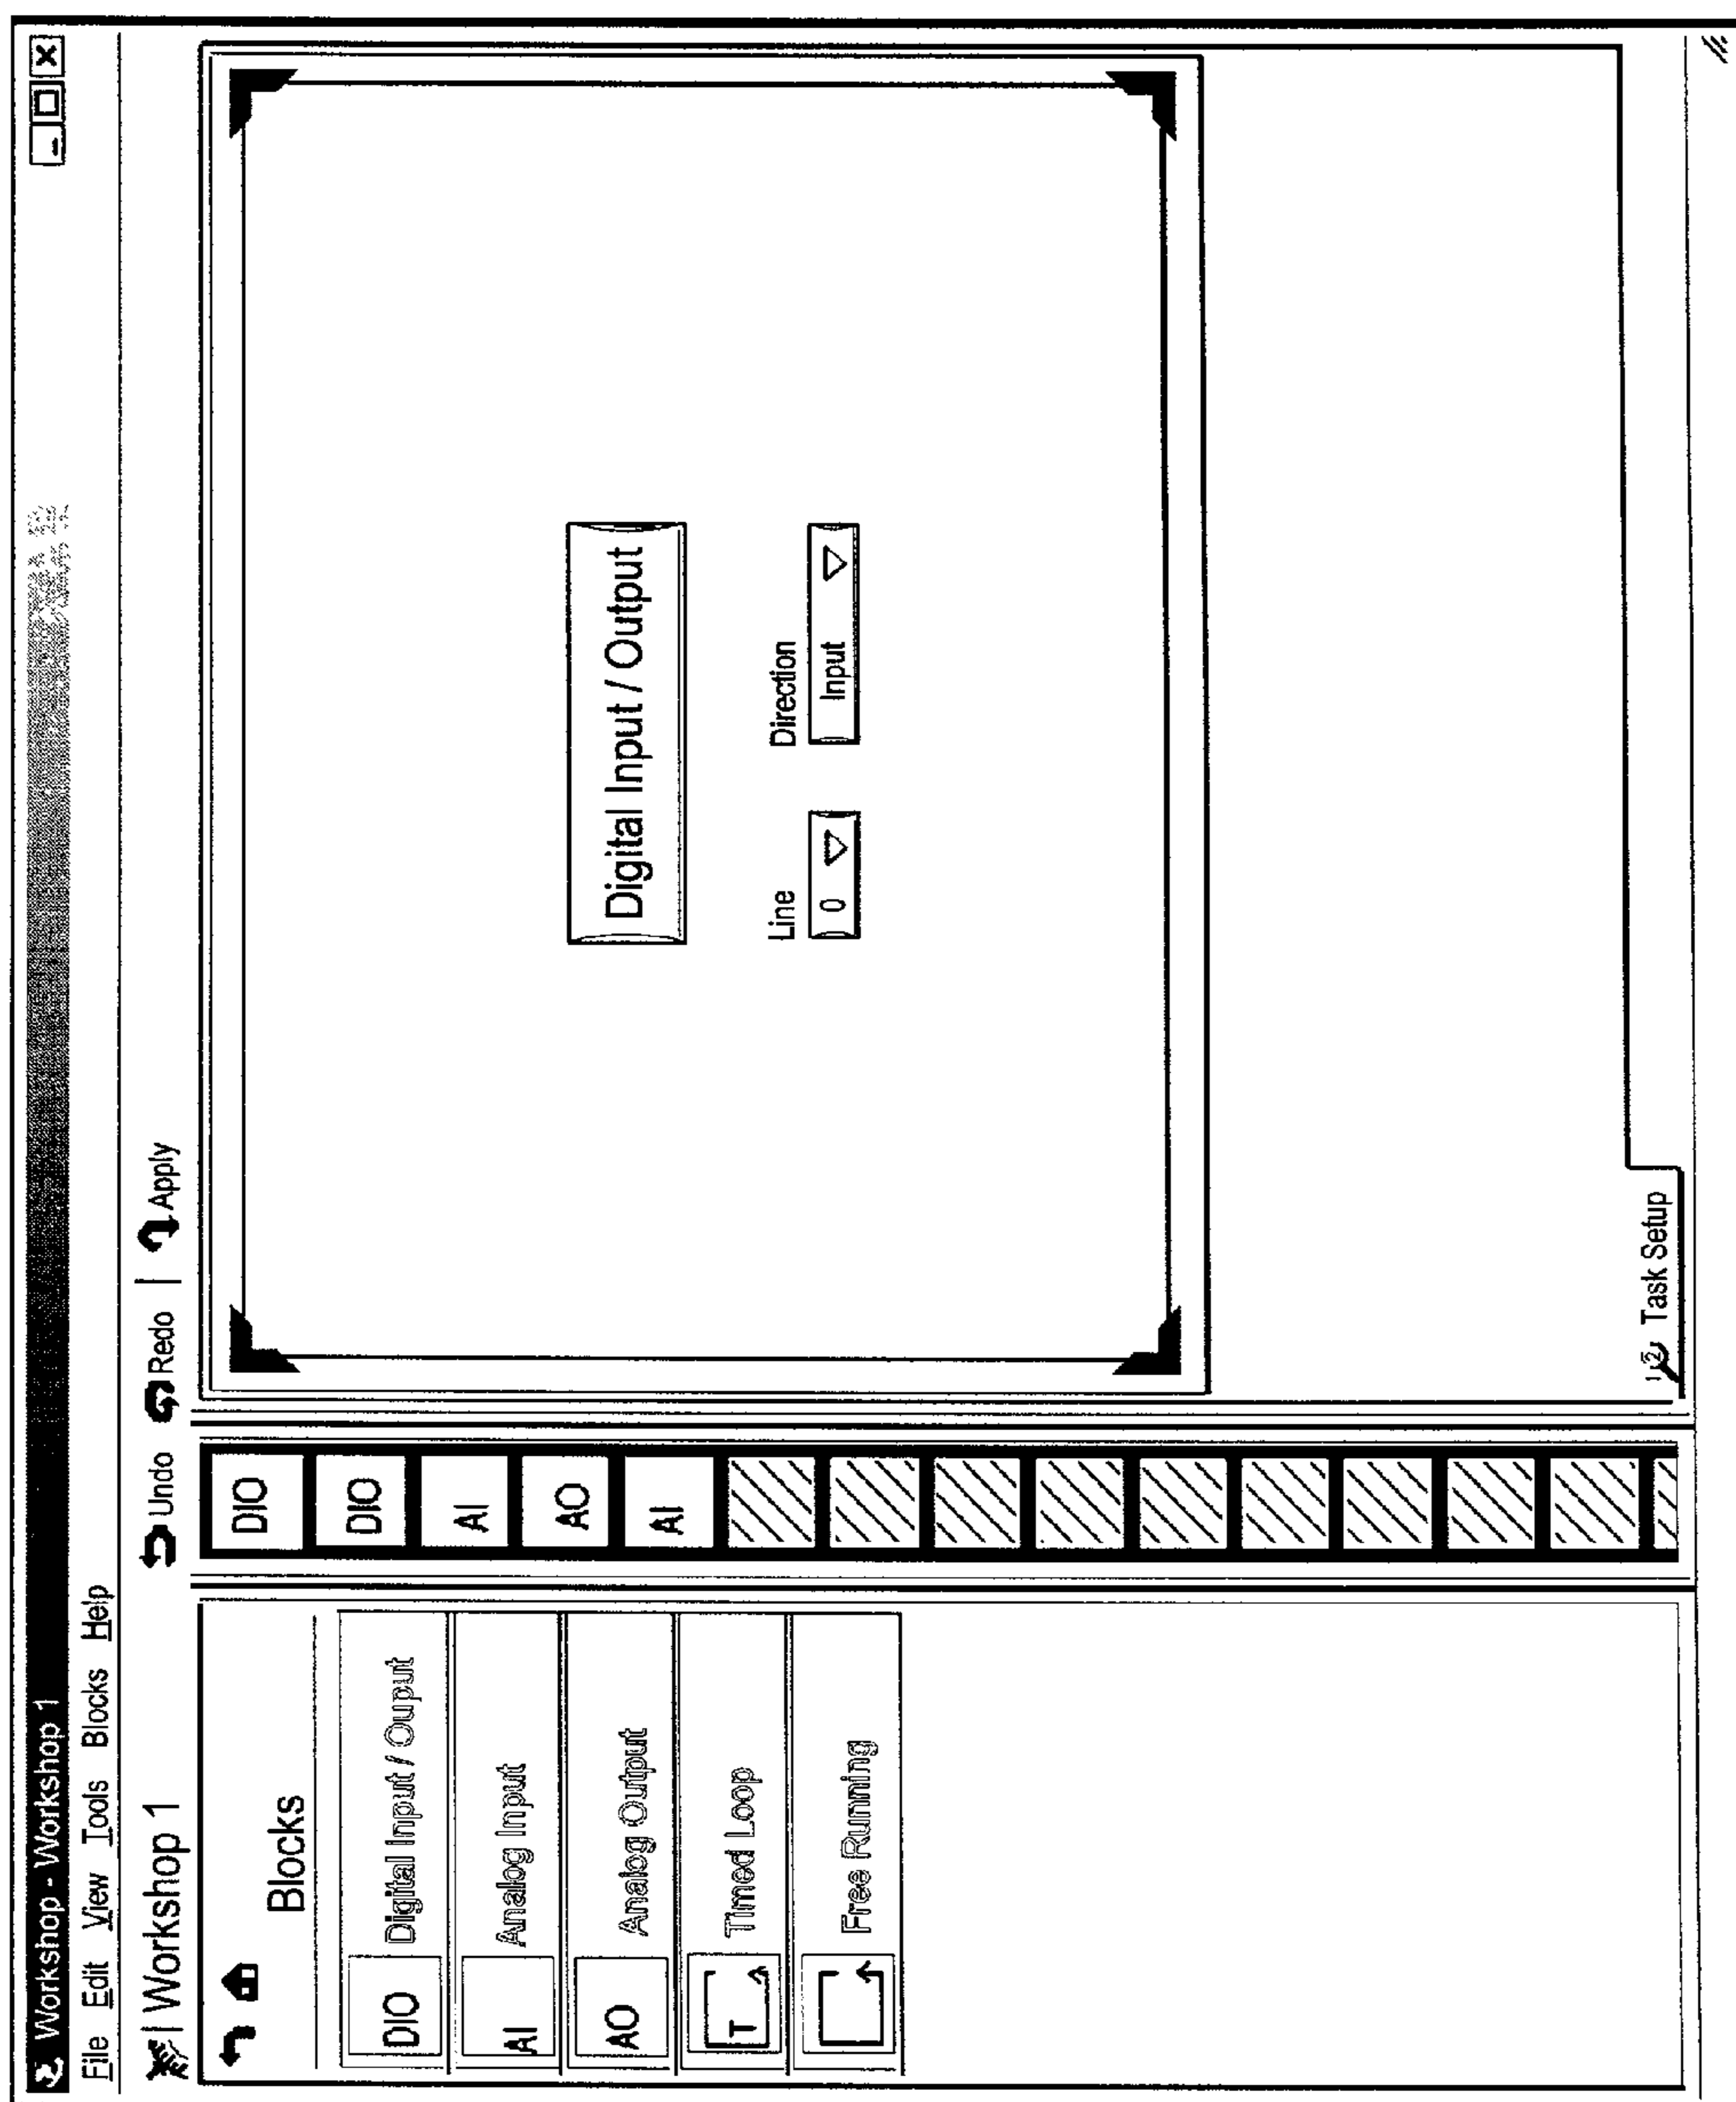 Workshop - Workshop 1
File Edit View Tools Blocks Help
Workshop 1
Undo Redo | Apply
Blocks
DIO Digital Input / Ouput
AI Analog Input
AO Analog Output
T Timed Loop
Free Running
DIO
DIO
AI
AO
AI
Digital Input / Output
Line Direction
0 Input
Task Setup